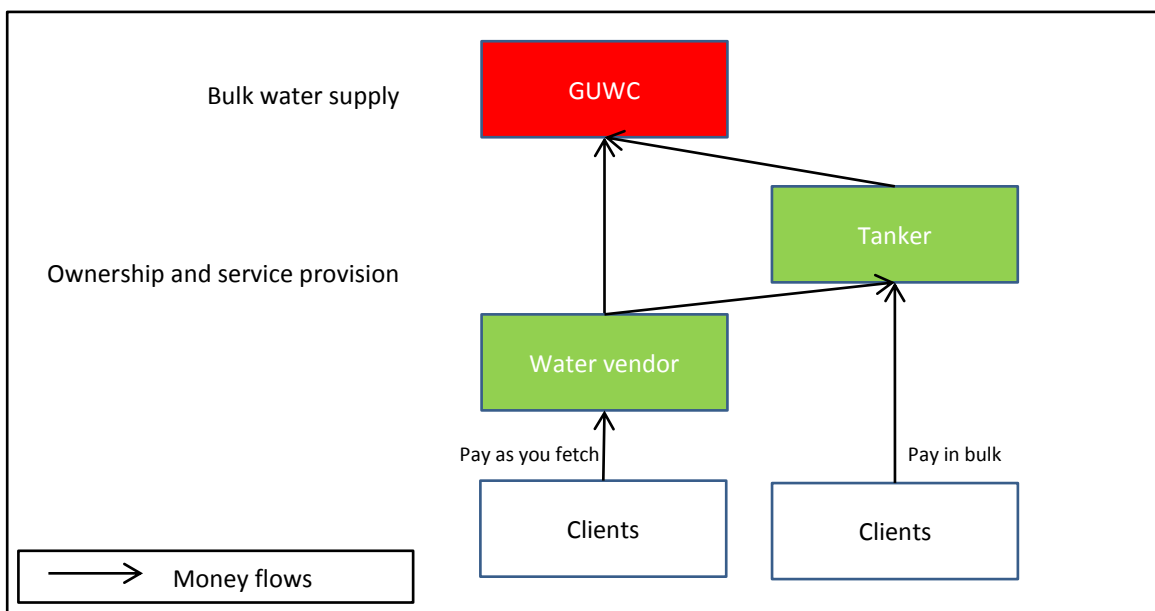 Bulk water supply
GUWC
Tanker
Ownership and service provision
Water vendor
Pay as you fetch
Pay in bulk
Clients
Clients
Money flows